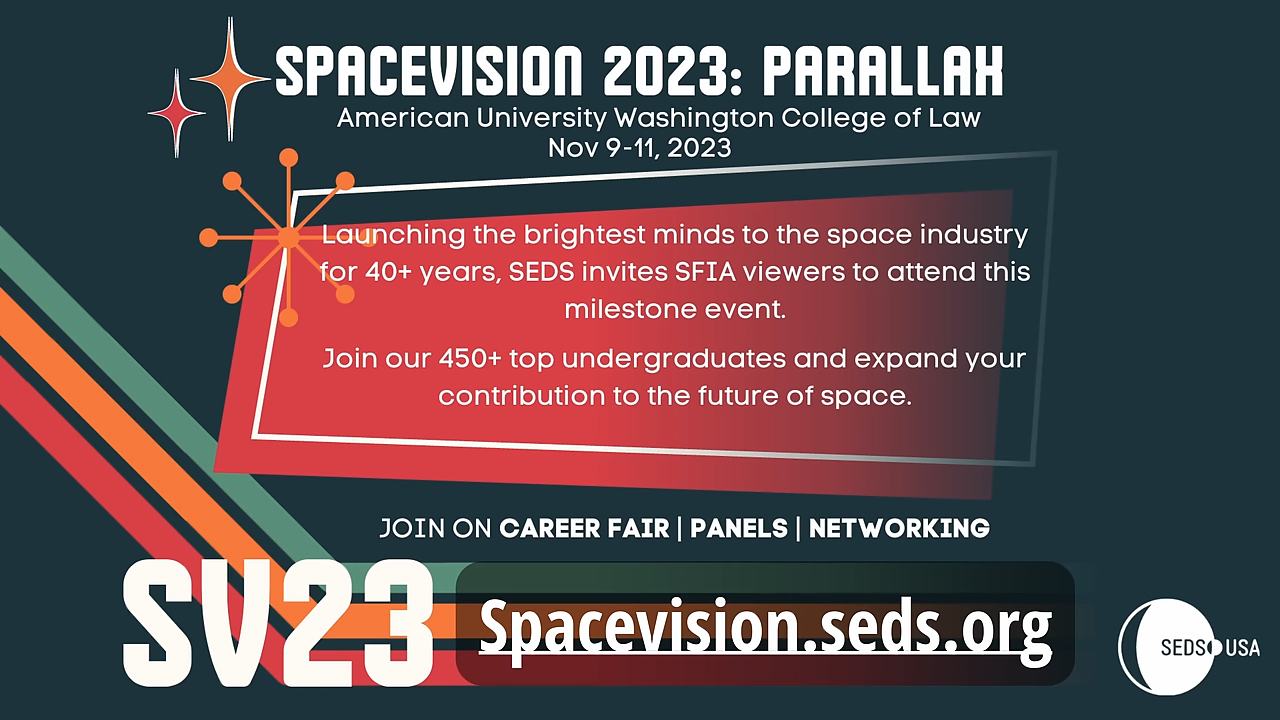 SPACEVISION 2023: PARALLAX
American University Washington College of Law
Nov 9-11, 2023
Launching the brightest minds to the space industry
for 40+ years, SEDS invites SFIA viewers to attend this
milestone event.
Join our 450+ top undergraduates and expand your
contribution to the future of space.
JOIN ON CAREER FAIR | PANELS | NETWORKING
SV23
Spacevision.seds.org
SEDS USA